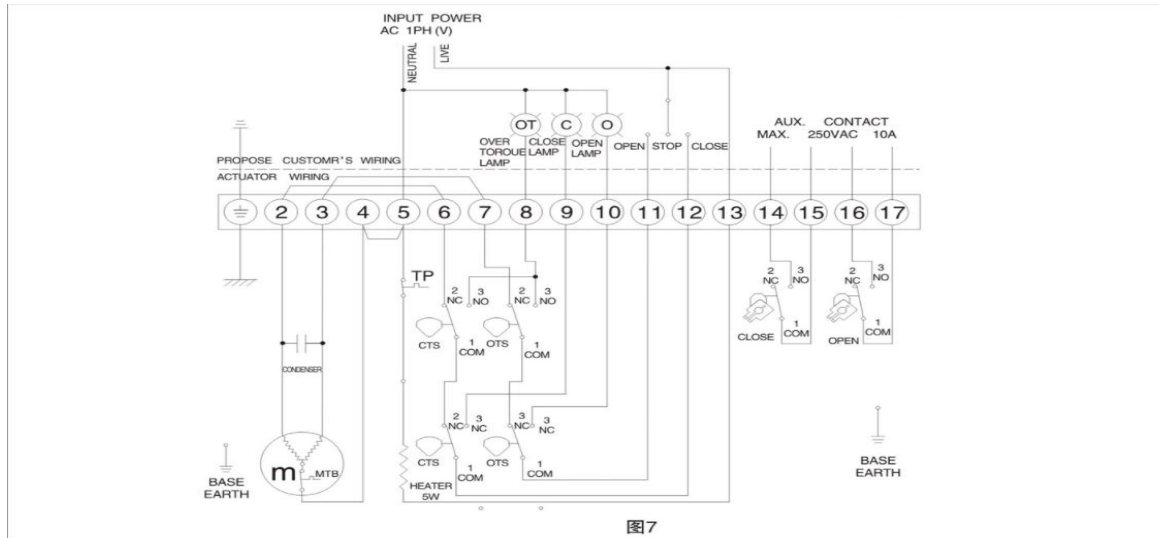 INPUT POWER
AC 1PH (V)
NEUTRAL
LIVE
OT
C
O
OVER
TORQUE
LAMP
CLOSE
LAMP
OPEN
LAMP
OPEN
STOP
CLOSE
AUX. CONTACT
MAX. 250VAC 10A
PROPOSE CUSTOMR'S WIRING
ACTUATOR WIRING
2 3 4 5 6 7 8 9 10 11 12 13 14 15 16 17
TP
2
NC
3
NO
2
NC
3
NO
CTS
1
COM
OTS
1
COM
2
NC
3
NO
1
COM
CLOSE
2
NC
3
NO
1
COM
OPEN
CONDENSER
2
NC
3
NC
3
NC
3
NC
CTS
1
COM
OTS
1
COM
m
MTB
HEATER
5W
BASE
EARTH
BASE
EARTH
图7